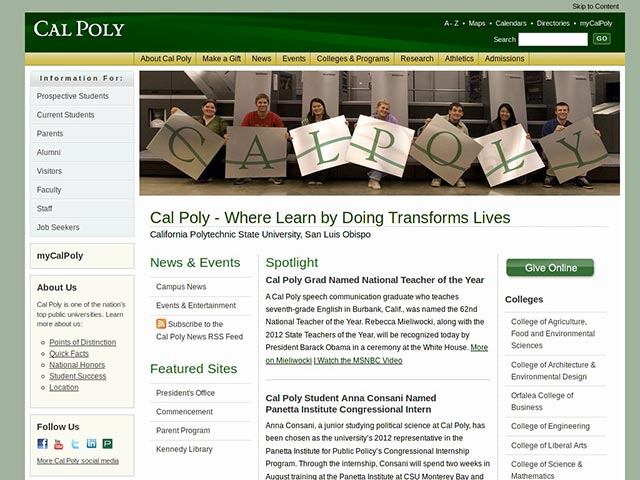 Skip to Content
CAL POLY
A - Z • Maps • Calendars • Directories • myCalPoly
Search
GO
About Cal Poly
Make a Gift
News
Events
Colleges & Programs
Research
Athletics
Admissions
Information For:
Prospective Students
Current Students
Parents
Alumni
Visitors
Faculty
Staff
Job Seekers
myCalPoly
About Us
Cal Poly is one of the nation's
top public universities. Learn
more about us:
Points of Distinction
Quick Facts
National Honors
Student Success
Location
Follow Us
More Cal Poly social media
CALPOLY
Cal Poly - Where Learn by Doing Transforms Lives
California Polytechnic State University, San Luis Obispo
News & Events
Campus News
Events & Entertainment
Subscribe to the
Cal Poly News RSS Feed
Featured Sites
President's Office
Commencement
Parent Program
Kennedy Library
Spotlight
Cal Poly Grad Named National Teacher of the Year
A Cal Poly speech communication graduate who teaches
seventh-grade English in Burbank, Calif., was named the 62nd
National Teacher of the Year. Rebecca Mieliwocki, along with the
2012 State Teachers of the Year, will be recognized today by
President Barack Obama in a ceremony at the White House. More
on Mieliwocki | Watch the MSNBC Video
Cal Poly Student Anna Consani Named
Panetta Institute Congressional Intern
Anna Consani, a junior studying political science at Cal Poly, has
been chosen as the university's 2012 representative in the
Panetta Institute for Public Policy's Congressional Internship
Program. Through the internship, Consani will spend two weeks in
August training at the Panetta Institute at CSU Monterey Bay and
Give Online
Colleges
College of Agriculture,
Food and Environmental
Sciences
College of Architecture &
Environmental Design
Orfalea College of
Business
College of Engineering
College of Liberal Arts
College of Science &
Mathematics